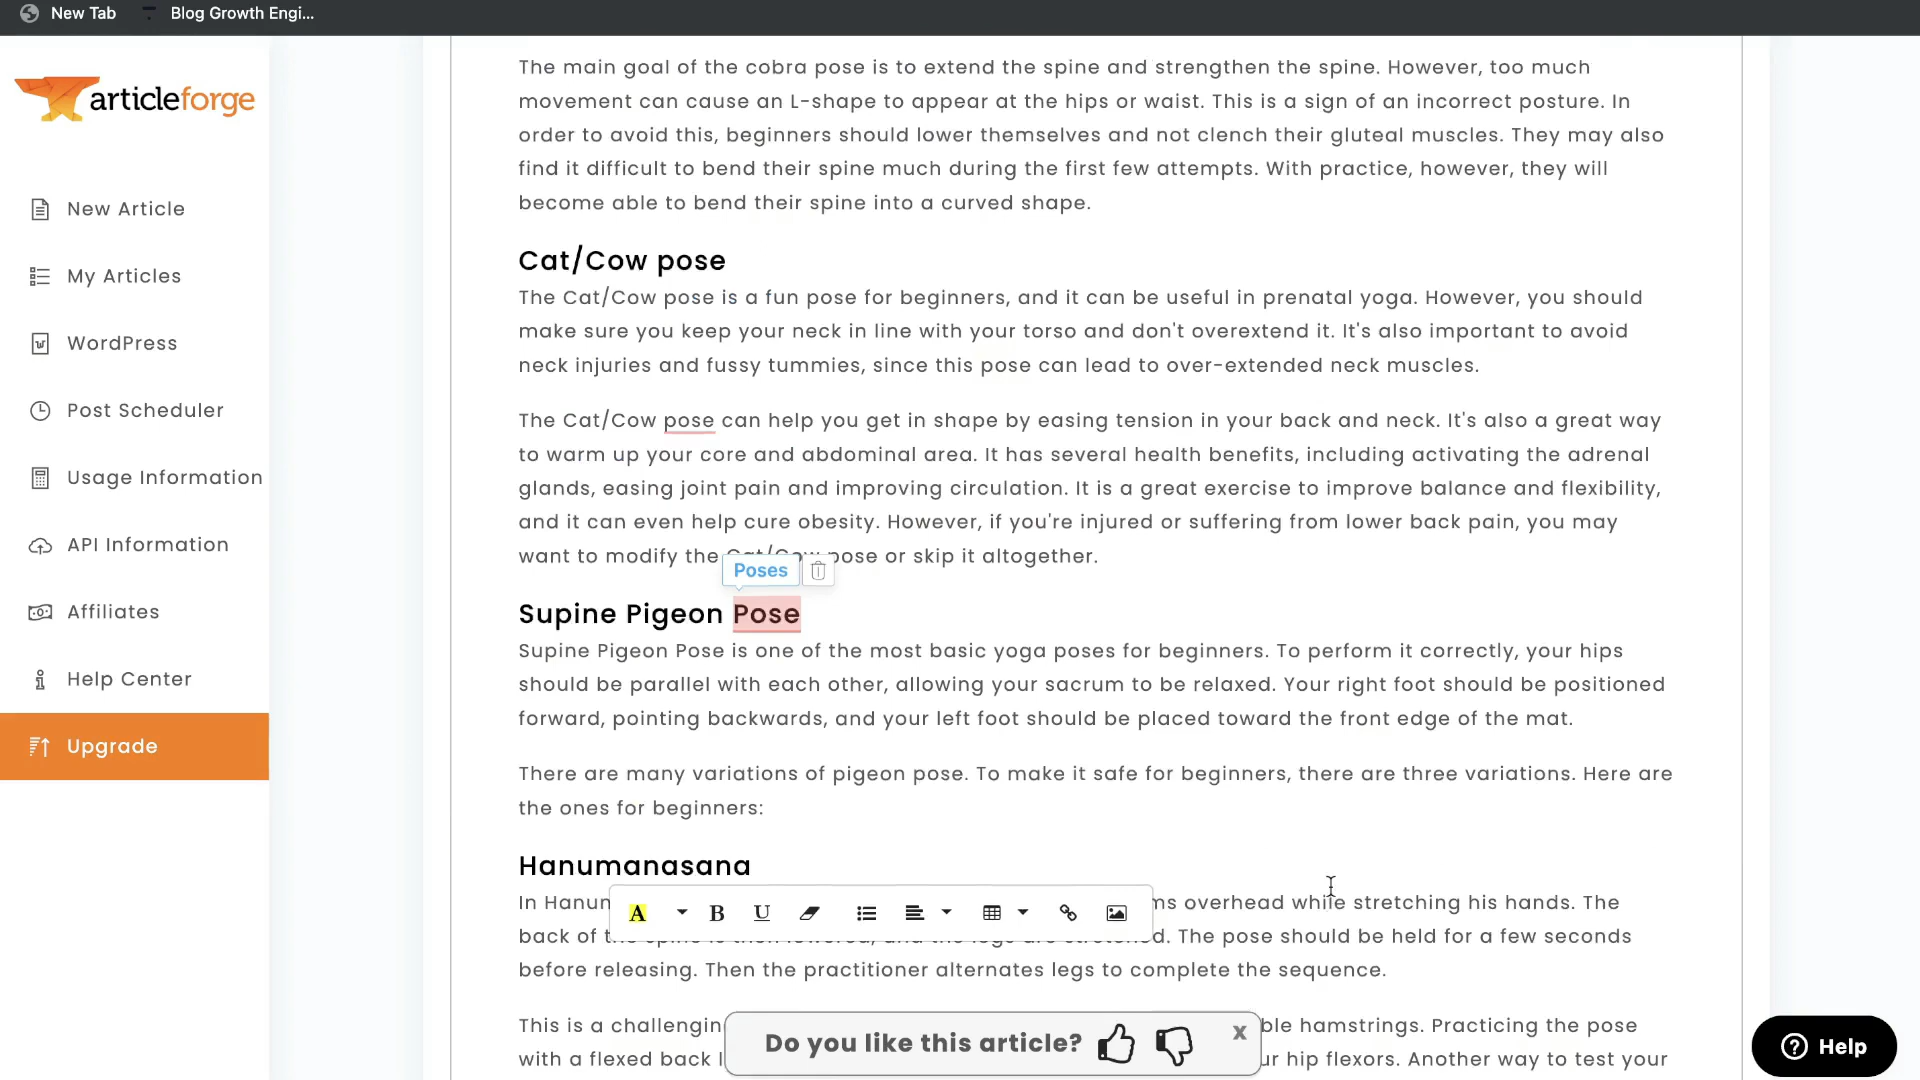 New Tab
Blog Growth Engi...
articleforge
New Article
My Articles
WordPress
Post Scheduler
Usage Information
API Information
Affiliates
Help Center
Upgrade
The main goal of the cobra pose is to extend the spine and strengthen the spine. However, too much
movement can cause an L-shape to appear at the hips or waist. This is a sign of an incorrect posture. In
order to avoid this, beginners should lower themselves and not clench their gluteal muscles. They may also
find it difficult to bend their spine much during the first few attempts. With practice, however, they will
become able to bend their spine into a curved shape.
Cat/Cow pose
The Cat/Cow pose is a fun pose for beginners, and it can be useful in prenatal yoga. However, you should
make sure you keep your neck in line with your torso and don't overextend it. It's also important to avoid
neck injuries and fussy tummies, since this pose can lead to over-extended neck muscles.
The Cat/Cow pose can help you get in shape by easing tension in your back and neck. It's also a great way
to warm up your core and abdominal area. It has several health benefits, including activating the adrenal
glands, easing joint pain and improving circulation. It is a great exercise to improve balance and flexibility,
and it can even help cure obesity. However, if you're injured or suffering from lower back pain, you may
want to modify the Cat/Cow pose or skip it altogether.
Poses
Supine Pigeon Pose
Supine Pigeon Pose is one of the most basic yoga poses for beginners. To perform it correctly, your hips
should be parallel with each other, allowing your sacrum to be relaxed. Your right foot should be positioned
forward, pointing backwards, and your left foot should be placed toward the front edge of the mat.
There are many variations of pigeon pose. To make it safe for beginners, there are three variations. Here are
the ones for beginners:
Hanumanasana
In Hanum ms overhead while stretching his hands. The
A B U
back of the spine is then lowered, and the legs are stretched. The pose should be held for a few seconds
before releasing. Then the practitioner alternates legs to complete the sequence.
This is a challengin ble hamstrings. Practicing the pose
with a flexed back ur hip flexors. Another way to test your
Do you like this article? x
Help